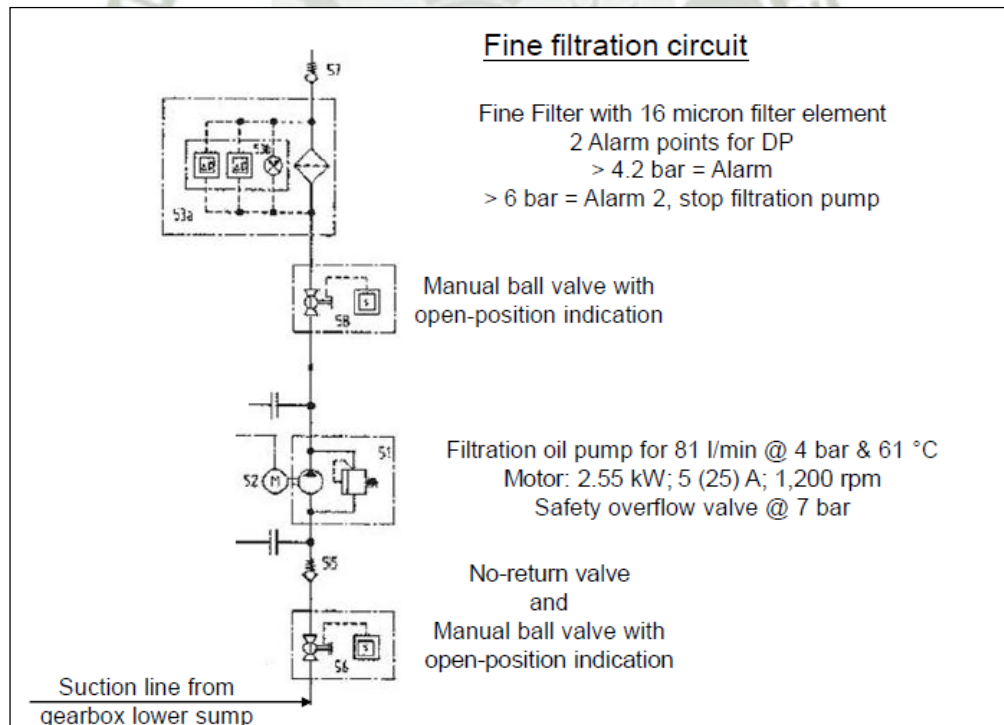 Fine filtration circuit
57
Fine Filter with 16 micron filter element
2 Alarm points for DP
> 4.2 bar = Alarm
> 6 bar = Alarm 2, stop filtration pump
53b
ΔP
ΔP
53a
Manual ball valve with
open-position indication
S
58
Filtration oil pump for 81 l/min @ 4 bar & 61 °C
Motor: 2.55 kW; 5 (25) A; 1,200 rpm
Safety overflow valve @ 7 bar
51
52
M
55
No-return valve
and
Manual ball valve with
open-position indication
S
56
Suction line from
gearbox lower sump